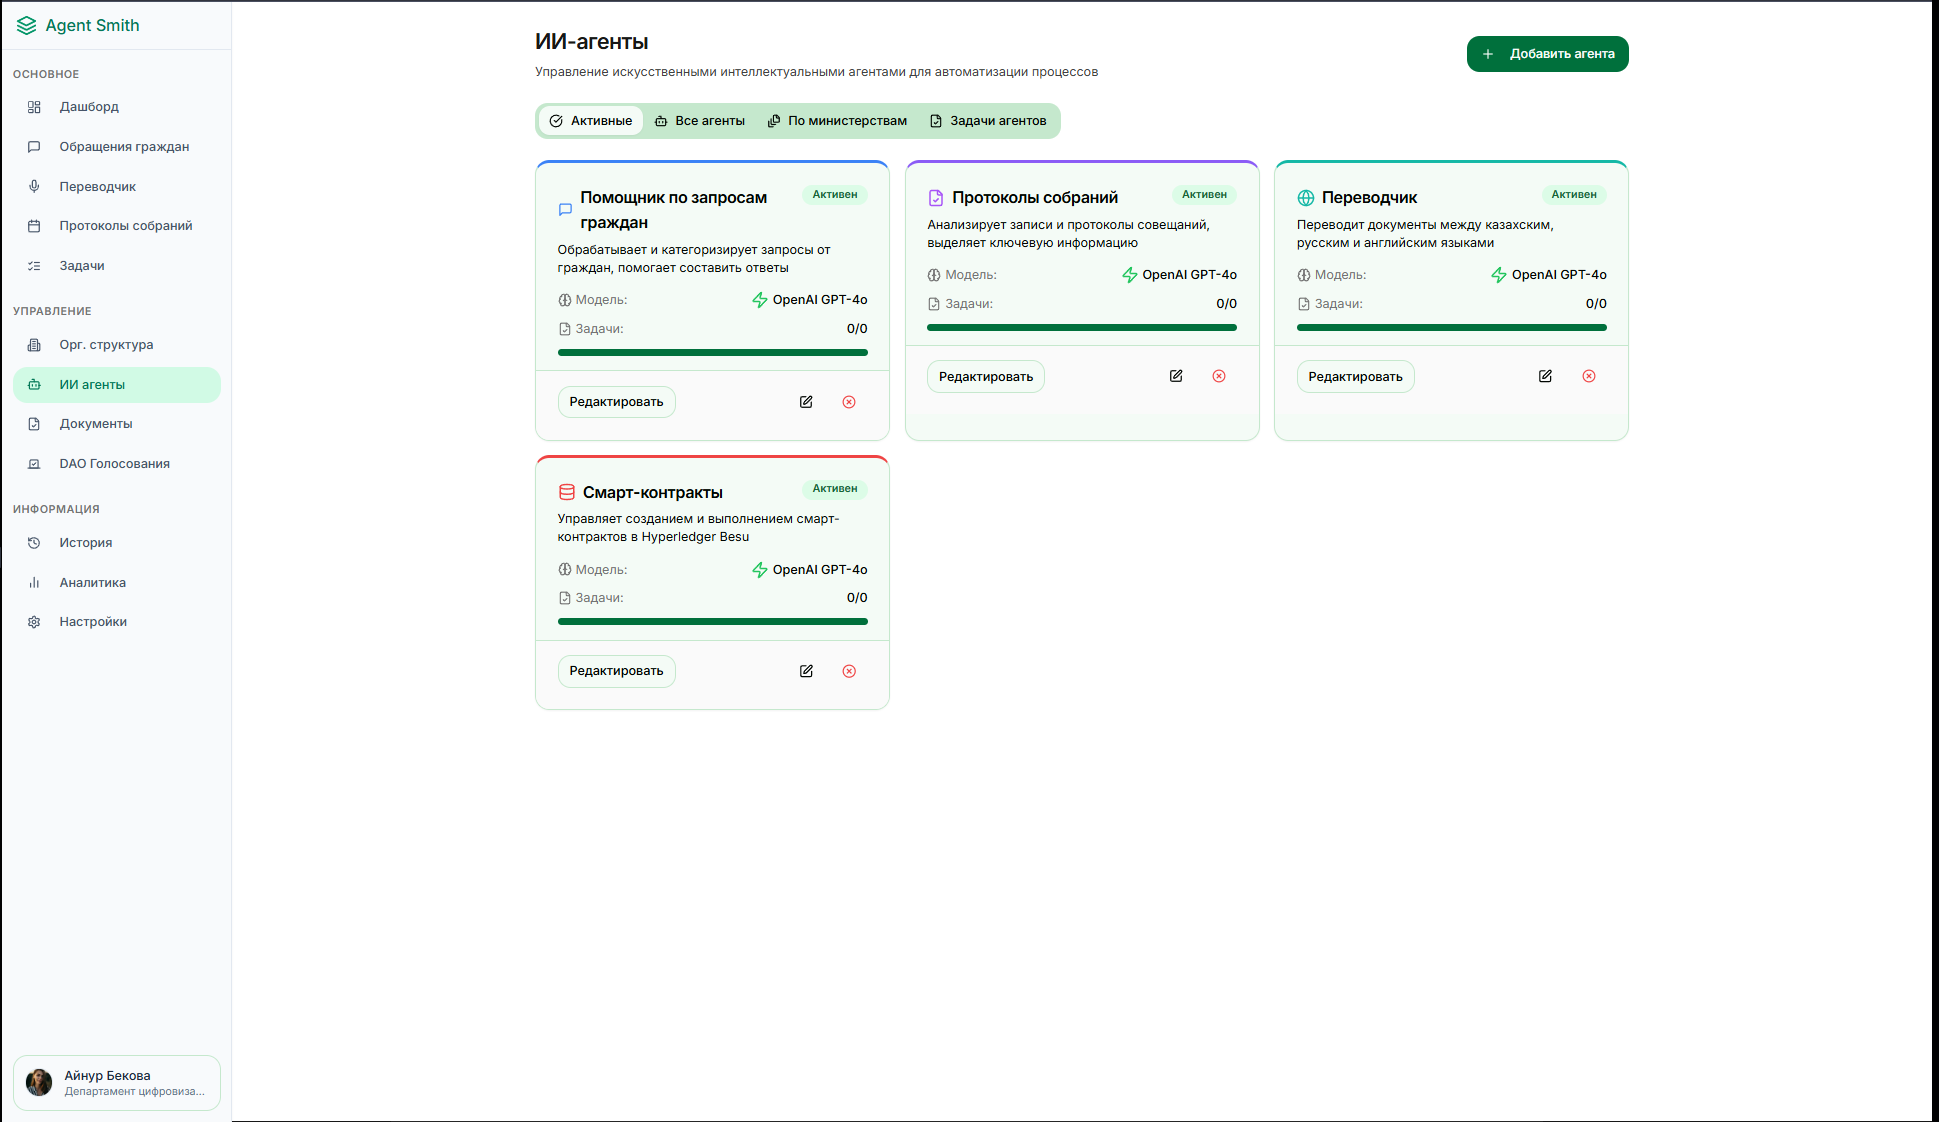 Agent Smith
ОСНОВНОЕ
Дашборд
Обращения граждан
Переводчик
Протоколы собраний
Задачи
УПРАВЛЕНИЕ
Орг. структура
ИИ агенты
Документы
DAO Голосования
ИНФОРМАЦИЯ
История
Аналитика
Настройки
Айнур Бекова
Департамент цифровиза...
ИИ-агенты
Управление искусственными интеллектуальными агентами для автоматизации процессов
Добавить агента
Активные
Все агенты
По министерствам
Задачи агентов
Помощник по запросам
граждан
Активен
Обрабатывает и категоризирует запросы от
граждан, помогает составить ответы
Модель:
OpenAI GPT-4o
Задачи:
0/0
Редактировать
Протоколы собраний
Активен
Анализирует записи и протоколы совещаний,
выделяет ключевую информацию
Модель:
OpenAI GPT-4o
Задачи:
0/0
Редактировать
Переводчик
Активен
Переводит документы между казахским,
русским и английским языками
Модель:
OpenAI GPT-4o
Задачи:
0/0
Редактировать
Смарт-контракты
Активен
Управляет созданием и выполнением смарт-
контрактов в Hyperledger Besu
Модель:
OpenAI GPT-4o
Задачи:
0/0
Редактировать